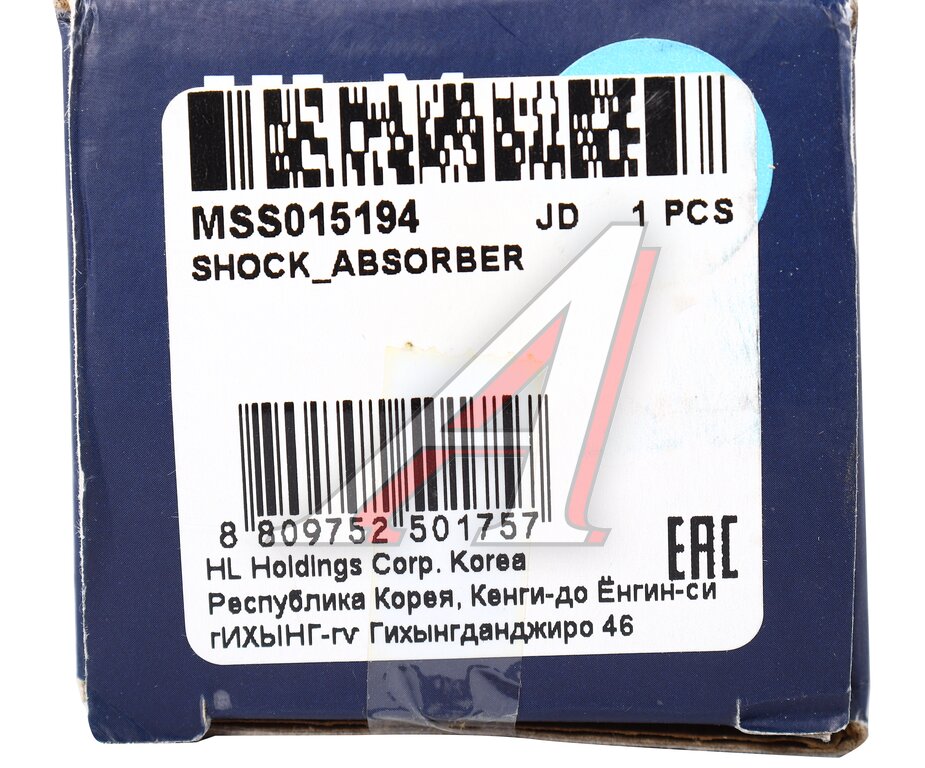 MSS015194 JD 1 PCS
SHOCK_ABSORBER
8 809752 501757
EAC
HL Holdings Corp. Korea
Республика Корея, Кенги-до Ёнгин-си
гИХЫНГ-гv Гихынгданджиро 46